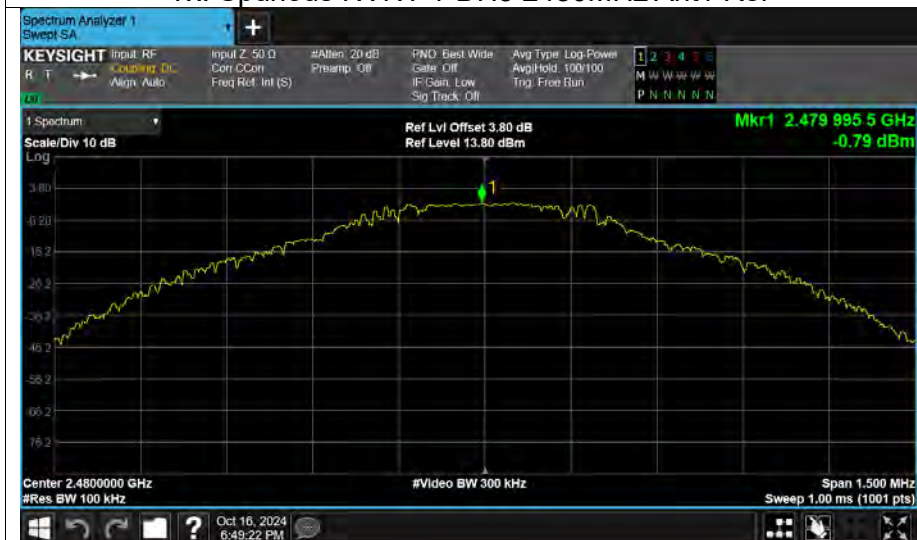 Spectrum Analyzer 1
Swept SA
+
KEYSIGHT Input: RF
R T Coupling: DC
Align: Auto
Input Z: 50 Ω
Corr CCorr
Freq Ref: Int (S)
#Atten: 20 dB
Preamp: Off
PNO: Best Wide
Gate: Off
IF Gain: Low
Sig Track: Off
Avg Type: Log-Power
Avg|Hold: 100/100
Trig: Free Run
1 2 3 4 5 6
M W W W W W
P N N N N N
1 Spectrum
Scale/Div 10 dB
Log
Ref Lvl Offset 3.80 dB
Ref Level 13.80 dBm
Mkr1 2.479 995 5 GHz
-0.79 dBm
1
3.80
-6.20
-16.2
-26.2
-36.2
-46.2
-56.2
-66.2
-76.2
Center 2.4800000 GHz
#Res BW 100 kHz
#Video BW 300 kHz
Span 1.500 MHz
Sweep 1.00 ms (1001 pts)
?
Oct 16, 2024
6:49:22 PM